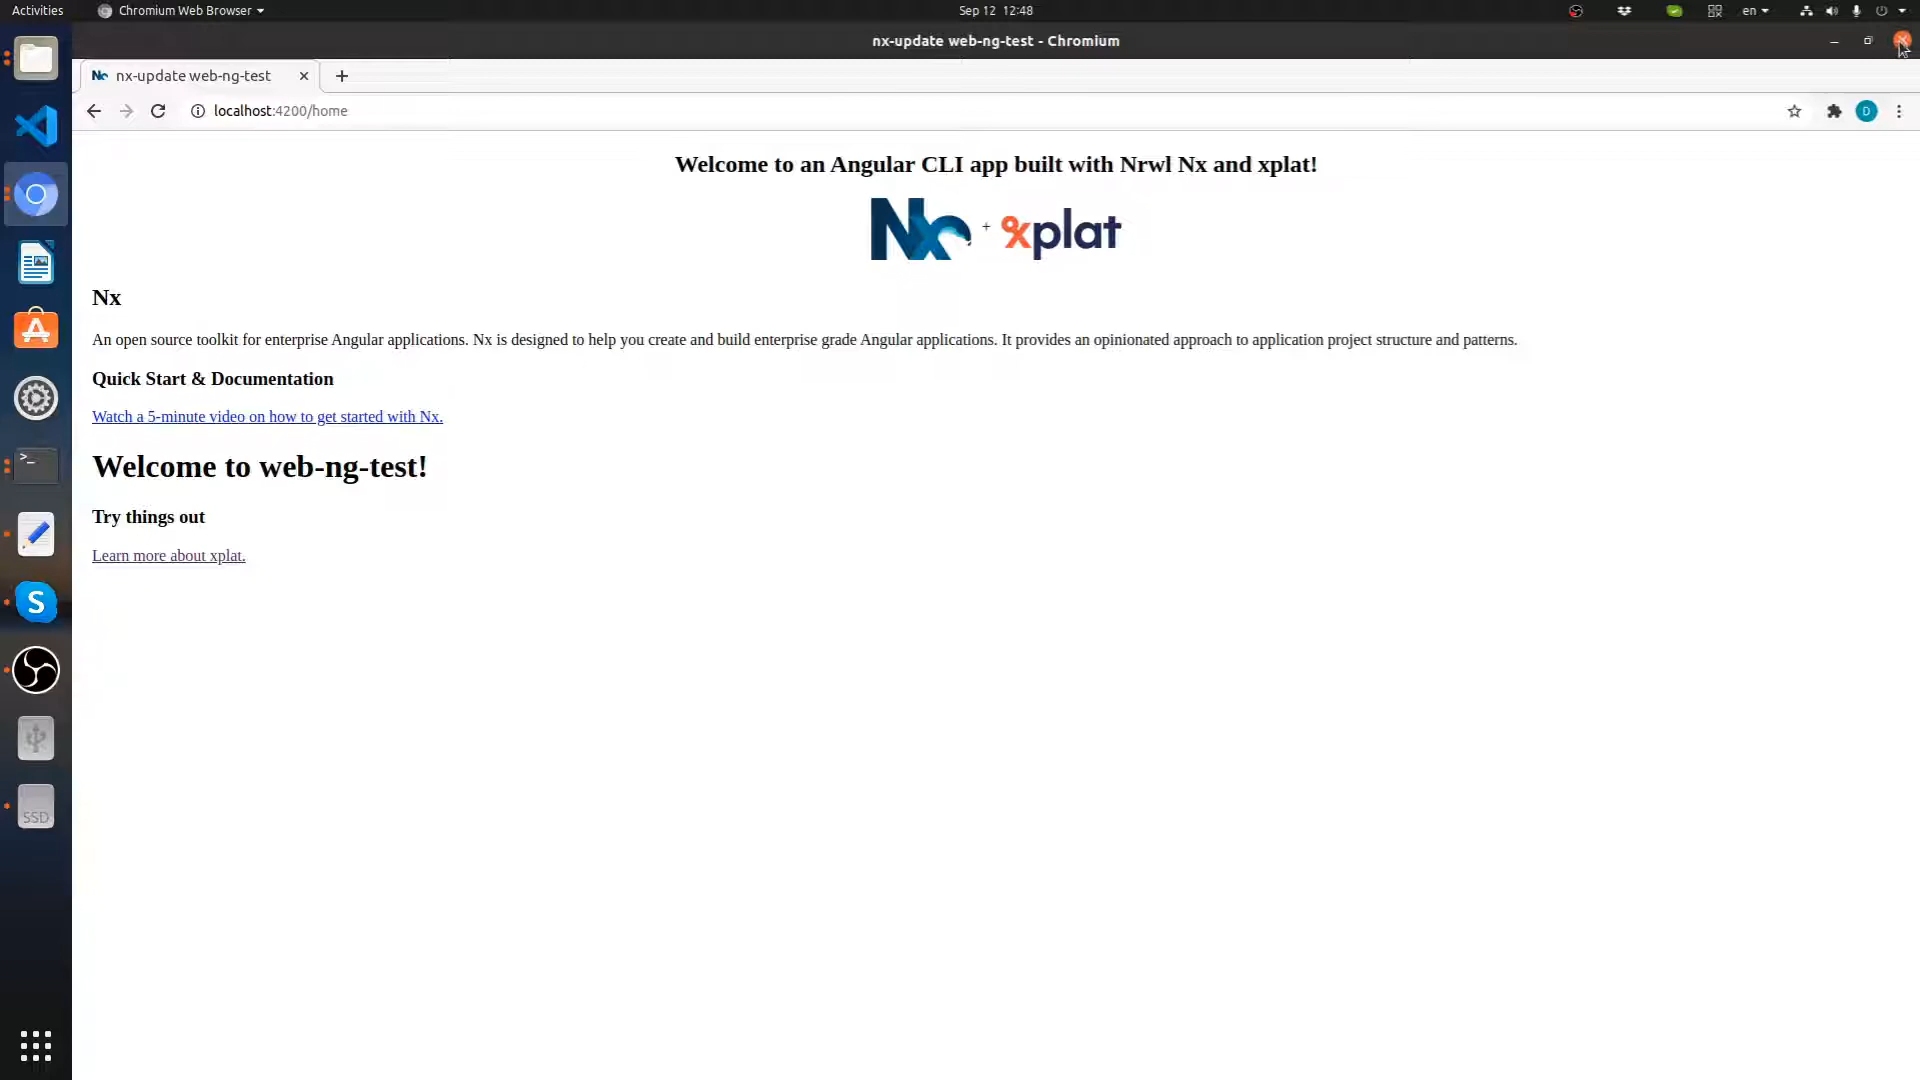 Activities
Chromium Web Browser
Sep 12 12:48
en
nx-update web-ng-test - Chromium
nx-update web-ng-test
localhost:4200/home
D
Welcome to an Angular CLI app built with Nrwl Nx and xplat!
Nx + xplat
Nx
An open source toolkit for enterprise Angular applications. Nx is designed to help you create and build enterprise grade Angular applications. It provides an opinionated approach to application project structure and patterns.
Quick Start & Documentation
Watch a 5-minute video on how to get started with Nx.
Welcome to web-ng-test!
Try things out
Learn more about xplat.
>_
S
SSD